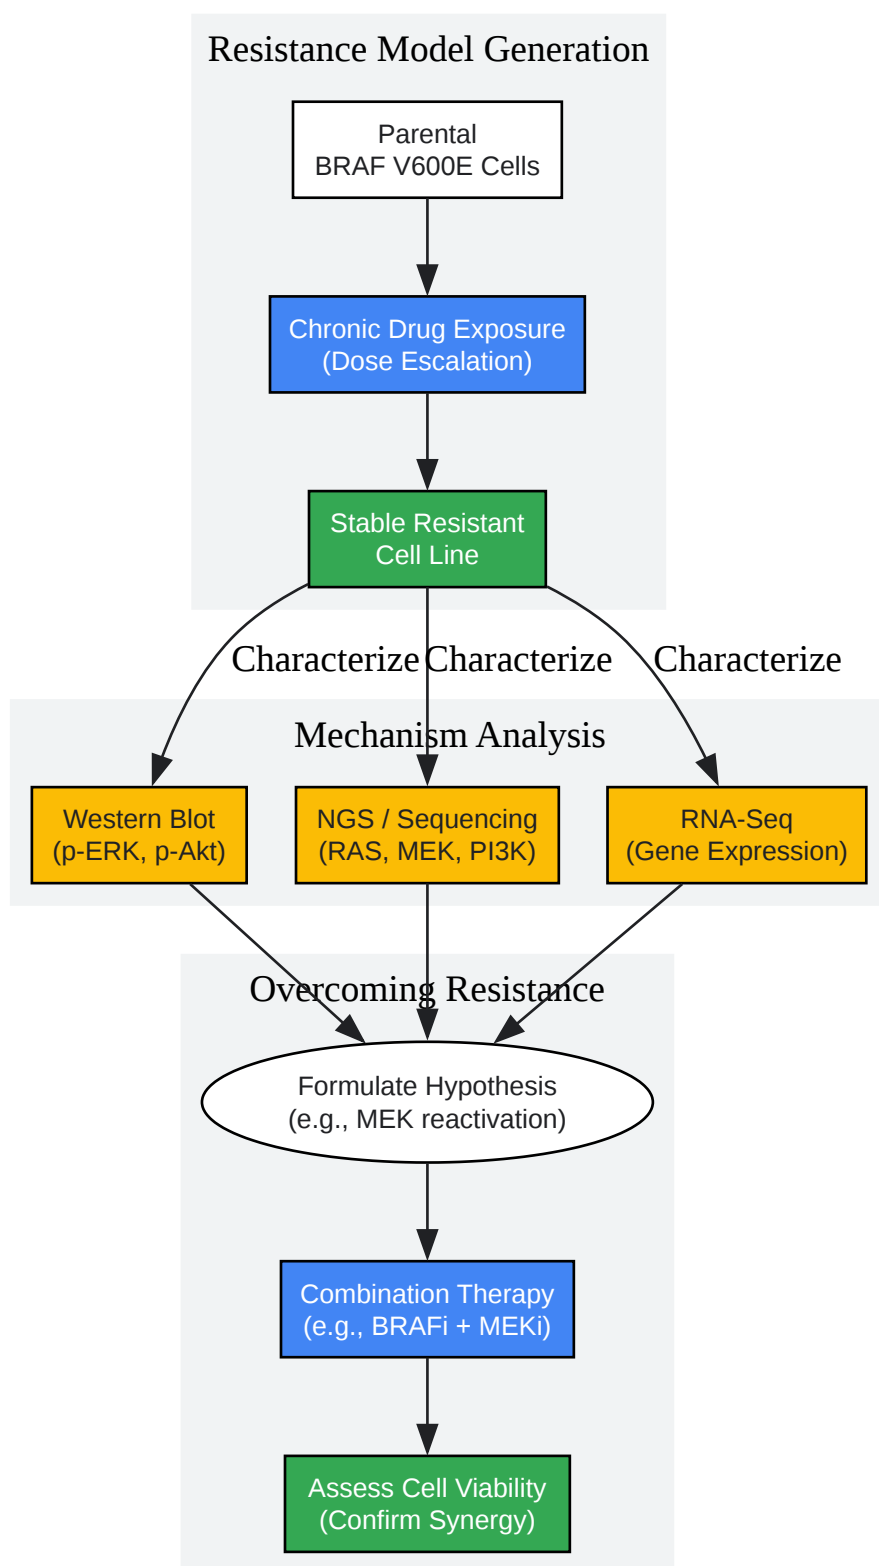 Resistance Model Generation
Parental
BRAF V600E Cells
Chronic Drug Exposure
(Dose Escalation)
Stable Resistant
Cell Line
Characterize
Characterize
Characterize
Mechanism Analysis
Western Blot
(p-ERK, p-Akt)
NGS / Sequencing
(RAS, MEK, PI3K)
RNA-Seq
(Gene Expression)
Overcoming Resistance
Formulate Hypothesis
(e.g., MEK reactivation)
Combination Therapy
(e.g., BRAFi + MEKi)
Assess Cell Viability
(Confirm Synergy)